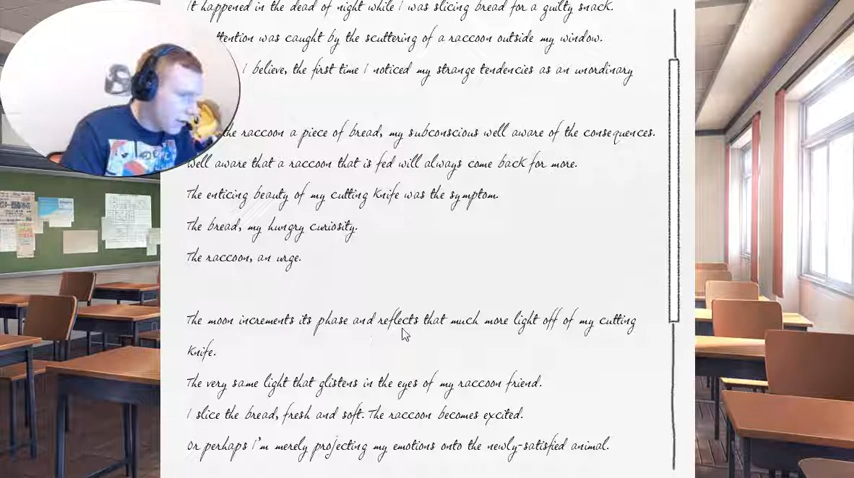 It happened in the dead of night while I was slicing bread for a guilty snack.
tention was caught by the scuttering of a raccoon outside my window.
I believe, the first time I noticed my strange tendencies as an unordinary
the raccoon a piece of bread, my subconscious well aware of the consequences.
Well aware that a raccoon that is fed will always come back for more.
The enticing beauty of my cutting knife was the symptom.
The bread, my hungry curiosity.
The raccoon, an urge.
The moon increments its phase and reflects that much more light off of my cutting
knife.
The very same light that glistens in the eyes of my raccoon friend.
I slice the bread, fresh and soft. The raccoon becomes excited.
Or perhaps I'm merely projecting my emotions onto the newly-satisfied animal.